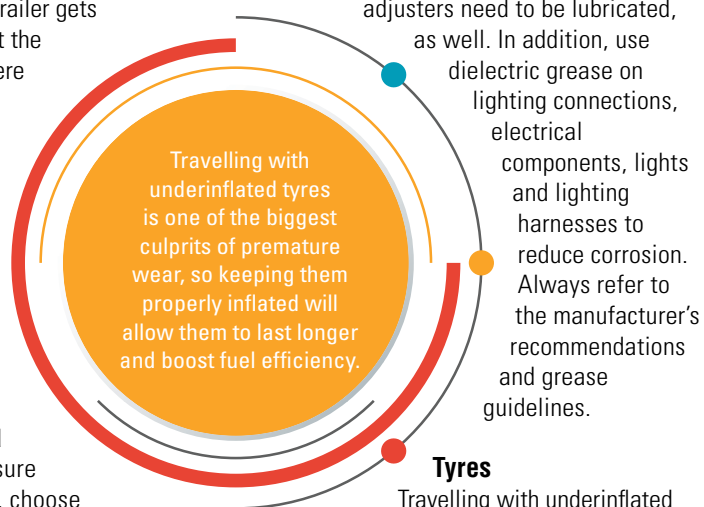 railer gets
t the
ere
sure
, choose
Travelling with
underinflated tyres
is one of the biggest
culprits of premature
wear, so keeping them
properly inflated will
allow them to last longer
and boost fuel efficiency.
adjusters need to be lubricated,
as well. In addition, use
dielectric grease on
lighting connections,
electrical
components, lights
and lighting
harnesses to
reduce corrosion.
Always refer to
the manufacturer's
recommendations
and grease
guidelines.
Tyres
Travelling with underinflated